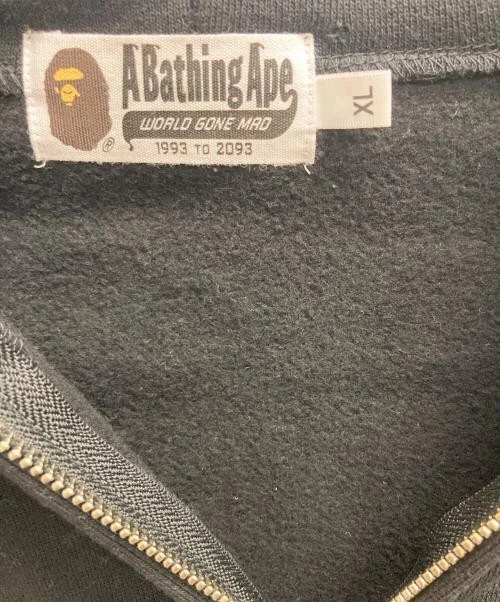 A Bathing Ape
WORLD GONE MAD
1993 TO 2093
®
XL